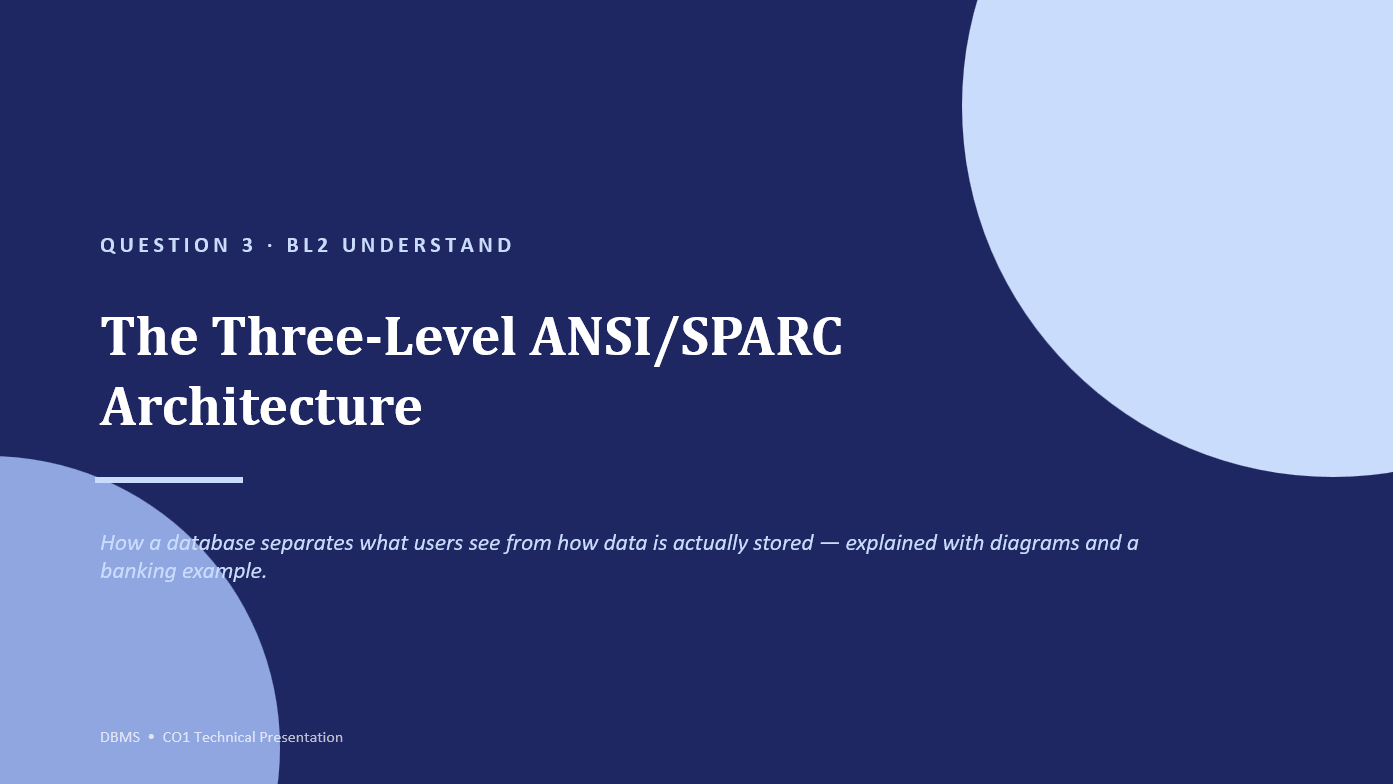 QUESTION 3 · BL2 UNDERSTAND
The Three-Level ANSI/SPARC
Architecture
How a database separates what users see from how data is actually stored — explained with diagrams and a
banking example.
DBMS • CO1 Technical Presentation